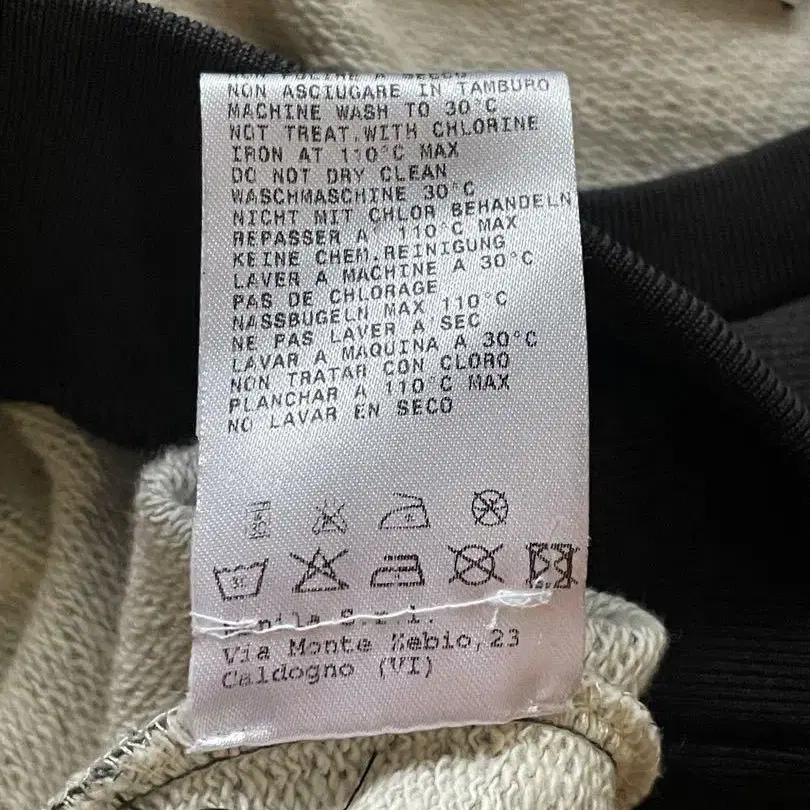 NON ASCIUGARE IN TAMBURO
MACHINE WASH TO 30°C
NOT TREAT.WITH CHLORINE
IRON AT 110°C MAX
DO NOT DRY CLEAN
WASCHMASCHINE 30°C
NICHT MIT CHLOR BEHANDELN
REPASSER A' 110°C MAX
KEINE CHEM.REINIGUNG
LAVER A MACHINE A 30°C
PAS DE CHLORAGE
NASSBUGELN MAX 110°C
NE PAS LAVER A SEC
LAVAR A MAQUINA A 30°C
NON TRATAR CON CLORO
PLANCHAR A 110°C MAX
NO LAVAR EN SECO
30
S.r.l.
Via Monte Nebio,23
Caldogno (VI)